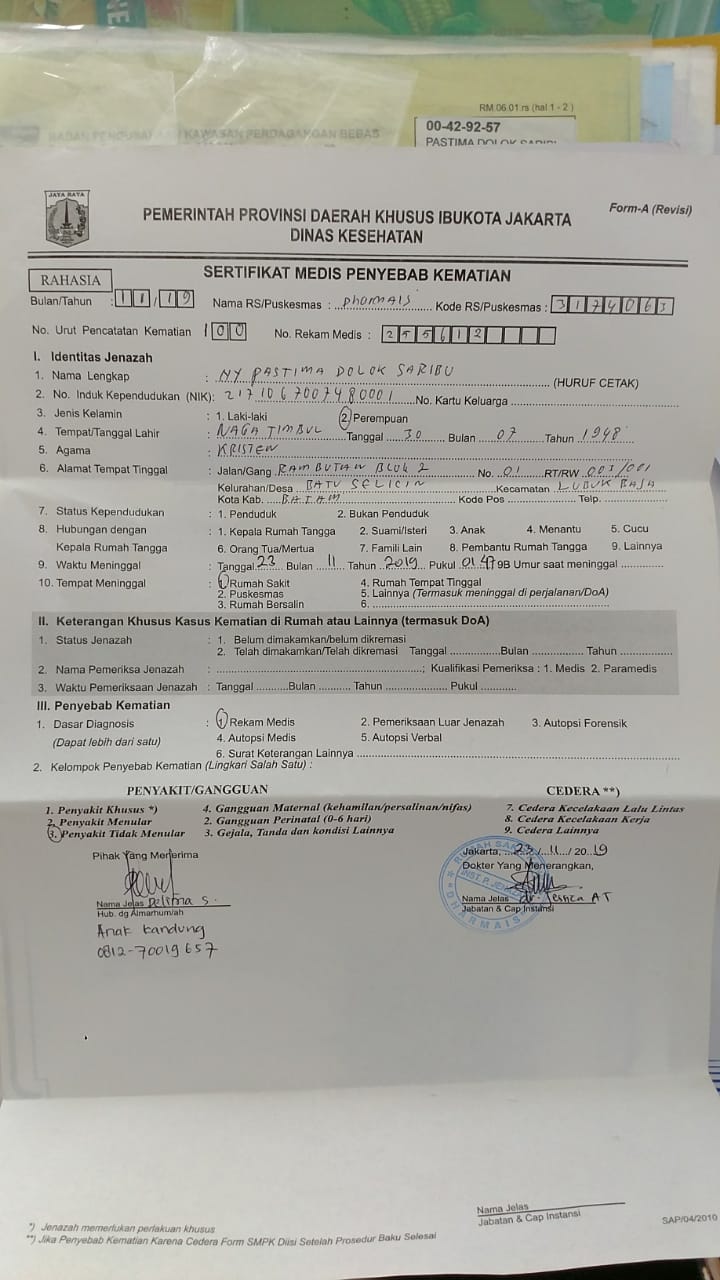 RM 06.01.rs (hal 1 - 2 )
BADAN PENGUSAHAAN KAWASAN PERDAGANGAN BEBAS
00-42-92-57
PASTIMA DOLOK SARIBU
JAYA RAYA
Form-A (Revisi)
PEMERINTAH PROVINSI DAERAH KHUSUS IBUKOTA JAKARTA
DINAS KESEHATAN
RAHASIA
SERTIFIKAT MEDIS PENYEBAB KEMATIAN
Bulan/Tahun : 11/19 Nama RS/Puskesmas : Dharmais Kode RS/Puskesmas : 3174063
No. Urut Pencatatan Kematian 100 No. Rekam Medis : 255612
I. Identitas Jenazah
1. Nama Lengkap : NY PASTIMA DOLOK SARIBU (HURUF CETAK)
2. No. Induk Kependudukan (NIK): 2171067007480001 No. Kartu Keluarga
3. Jenis Kelamin : 1. Laki-laki 2. Perempuan
4. Tempat/Tanggal Lahir : NAGA TIMBUL Tanggal 30 Bulan 07 Tahun 1948
5. Agama : KRISTEN
6. Alamat Tempat Tinggal : Jalan/Gang RAMBUTAN BLOK 2 No. 01 RT/RW 003/001
Kelurahan/Desa BATU SELICIN Kecamatan LUBUK BAJA
Kota Kab. BATAM Kode Pos Telp.
7. Status Kependudukan : 1. Penduduk 2. Bukan Penduduk
8. Hubungan dengan : 1. Kepala Rumah Tangga 2. Suami/Isteri 3. Anak 4. Menantu 5. Cucu
Kepala Rumah Tangga 6. Orang Tua/Mertua 7. Famili Lain 8. Pembantu Rumah Tangga 9. Lainnya
9. Waktu Meninggal : Tanggal 23 Bulan 11 Tahun 2019 Pukul 01.47 9B Umur saat meninggal
10. Tempat Meninggal : 1. Rumah Sakit 4. Rumah Tempat Tinggal
2. Puskesmas 5. Lainnya (Termasuk meninggal di perjalanan/DoA)
3. Rumah Bersalin 6.
II. Keterangan Khusus Kasus Kematian di Rumah atau Lainnya (termasuk DoA)
1. Status Jenazah : 1. Belum dimakamkan/belum dikremasi
2. Telah dimakamkan/Telah dikremasi Tanggal Bulan Tahun
2. Nama Pemeriksa Jenazah : ; Kualifikasi Pemeriksa : 1. Medis 2. Paramedis
3. Waktu Pemeriksaan Jenazah : Tanggal Bulan Tahun Pukul
III. Penyebab Kematian
1. Dasar Diagnosis : 1 Rekam Medis 2. Pemeriksaan Luar Jenazah 3. Autopsi Forensik
(Dapat lebih dari satu) 4. Autopsi Medis 5. Autopsi Verbal
6. Surat Keterangan Lainnya
2. Kelompok Penyebab Kematian (Lingkari Salah Satu) :
PENYAKIT/GANGGUAN CEDERA **)
1. Penyakit Khusus *) 4. Gangguan Maternal (kehamilan/persalinan/nifas) 7. Cedera Kecelakaan Lalu Lintas
2. Penyakit Menular 2. Gangguan Perinatal (0-6 hari) 8. Cedera Kecelakaan Kerja
3. Penyakit Tidak Menular 3. Gejala, Tanda dan kondisi Lainnya 9. Cedera Lainnya
Pihak Yang Menerima Jakarta, 23 / 11 / 20 19
Dokter Yang Menerangkan,
Nama Jelas Delisma S. Nama Jelas dr. Jessica AT
Hub. dg Almarhum/ah Jabatan & Cap Instansi
Anak kandung
0812-70019657
RUMAH SAKIT
INST. P. JENAZAH
DHARMAIS
Nama Jelas
Jabatan & Cap Instansi
*) Jenazah memerlukan perlakuan khusus
**) Jika Penyebab Kematian Karena Cedera Form SMPK Diisi Setelah Prosedur Baku Selesai
SAP/04/2010